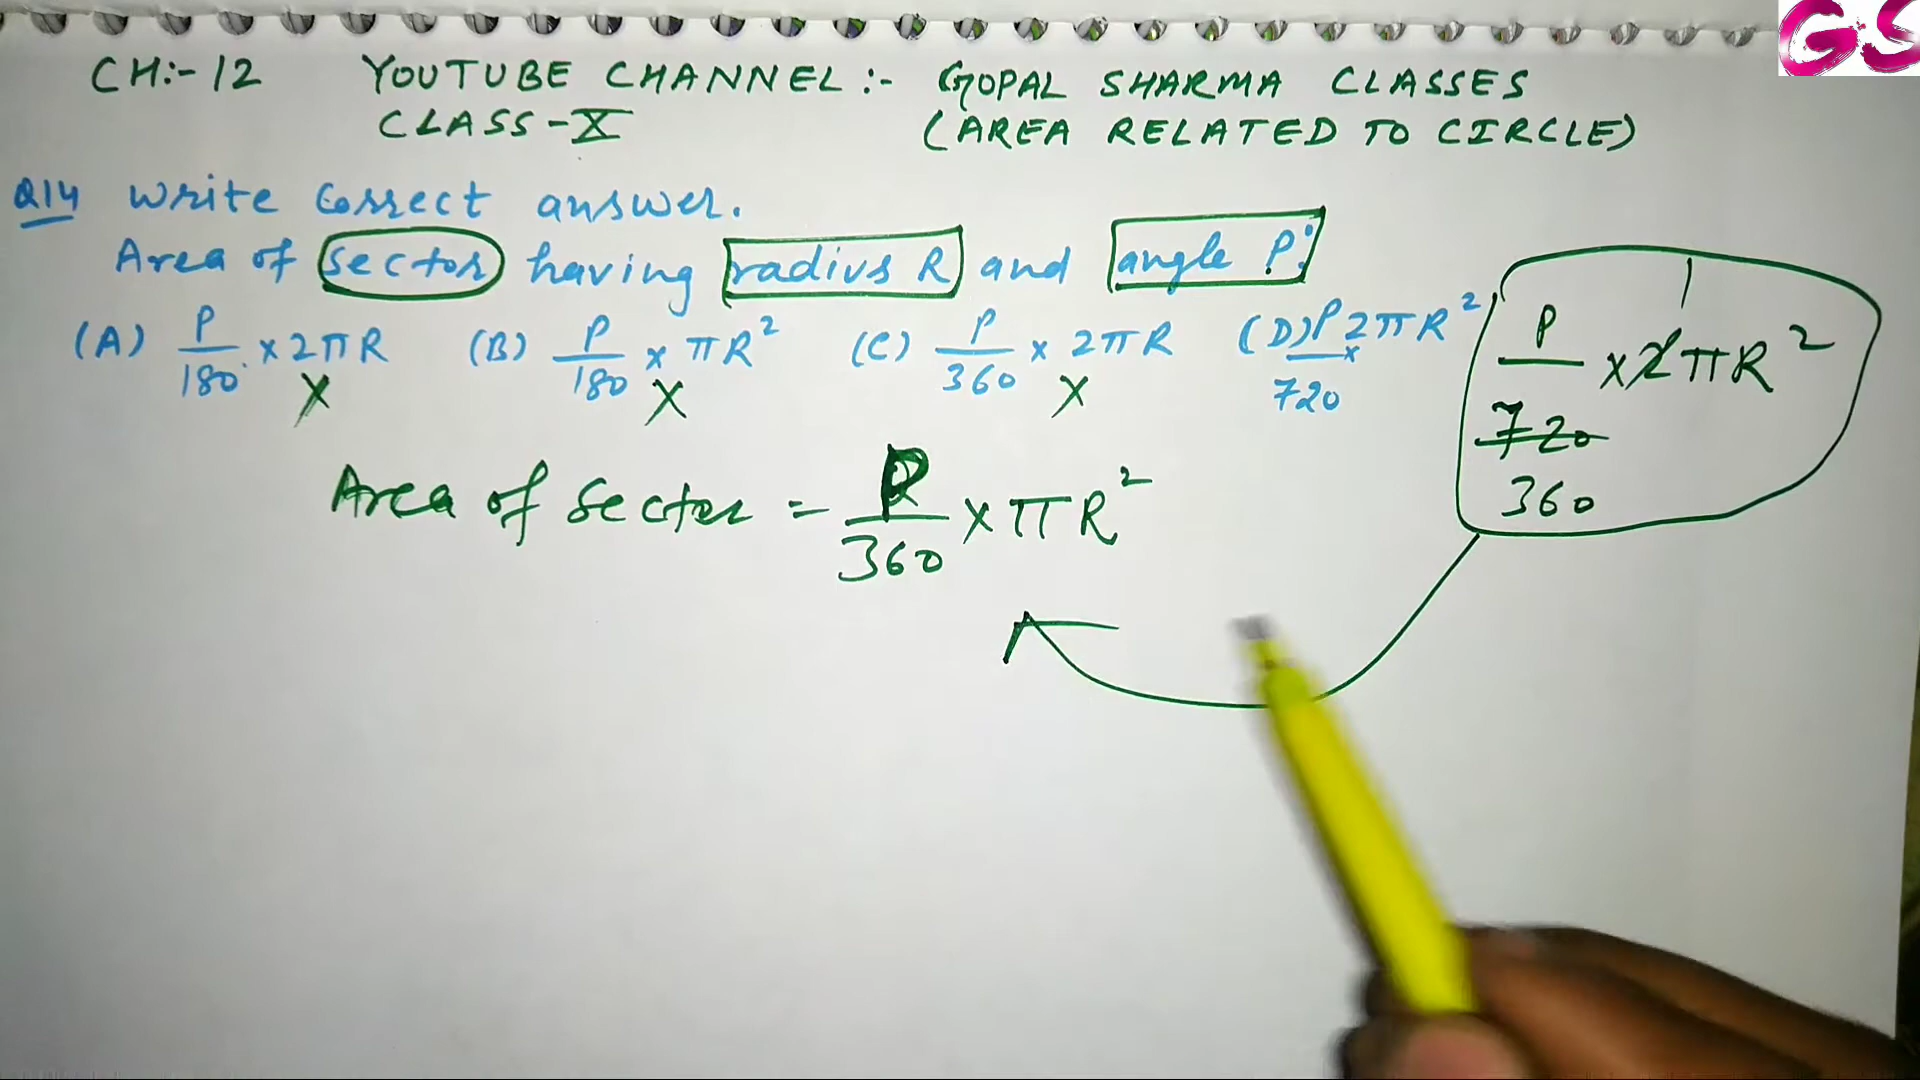 G.S
CH:-12 YOUTUBE CHANNEL:- GOPAL SHARMA CLASSES
CLASS-X (AREA RELATED TO CIRCLE)
Q14 Write Correct answer.
Area of sector having radius R and angle P:
(A) P/180 × 2πR (B) P/180 × πR² (C) P/360 × 2πR (D) P/720 × 2πR²
X X X
P/720 × 2πR²
360
1
Area of Sector = P/360 × πR²